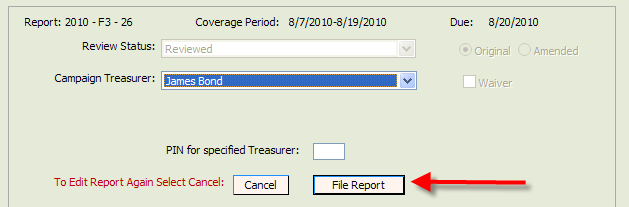 Report: 2010 - F3 - 26 Coverage Period: 8/7/2010-8/19/2010 Due: 8/20/2010
Review Status: Reviewed Original Amended
Campaign Treasurer: James Bond Waiver
PIN for specified Treasurer:
To Edit Report Again Select Cancel: Cancel File Report